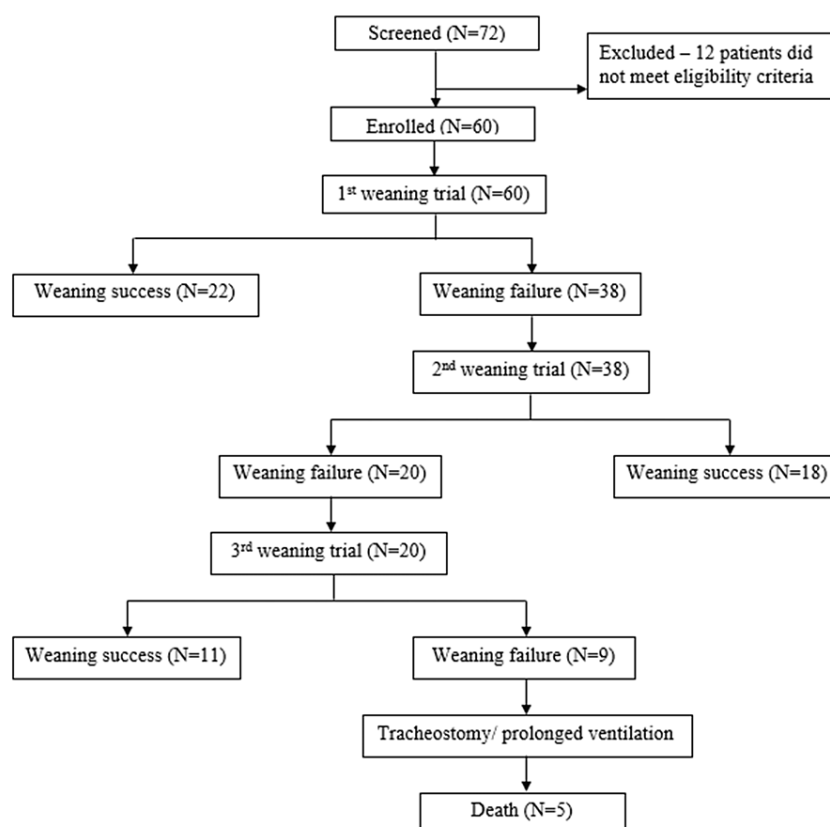 Screened (N=72)
Excluded – 12 patients did
not meet eligibility criteria
Enrolled (N=60)
1st weaning trial (N=60)
Weaning success (N=22)
Weaning failure (N=38)
2nd weaning trial (N=38)
Weaning failure (N=20)
Weaning success (N=18)
3rd weaning trial (N=20)
Weaning success (N=11)
Weaning failure (N=9)
Tracheostomy/ prolonged ventilation
Death (N=5)